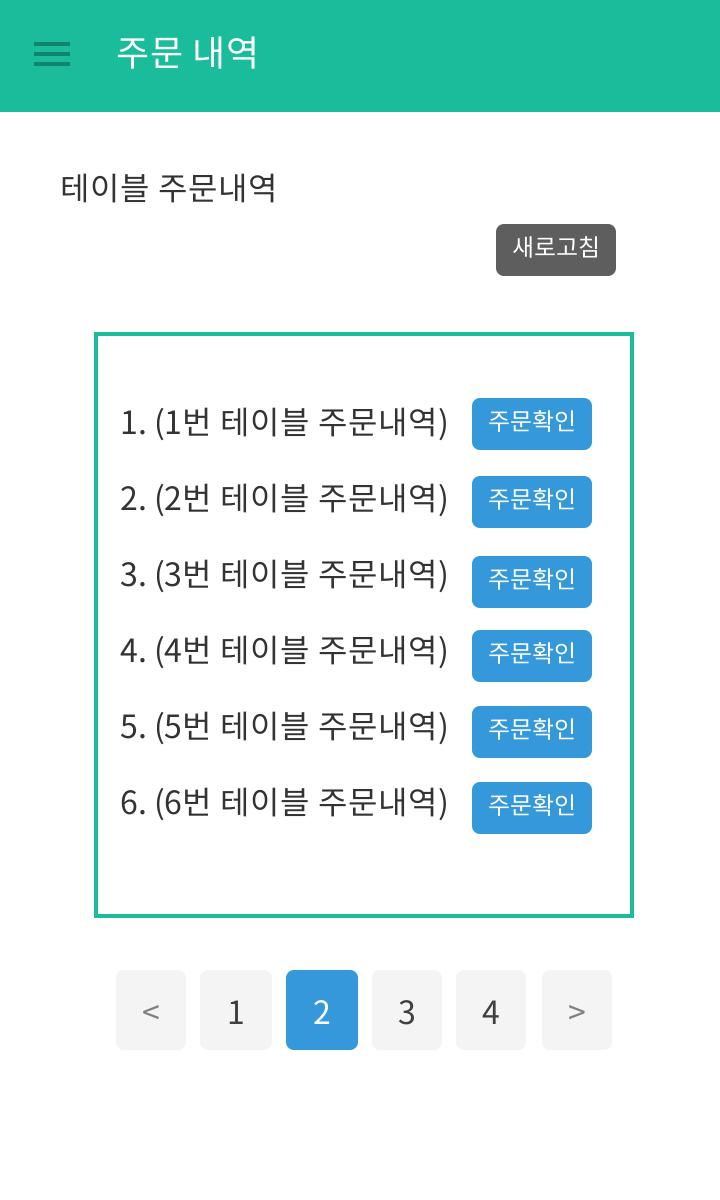 주문 내역
테이블 주문내역
새로고침
1. (1번 테이블 주문내역) 주문확인
2. (2번 테이블 주문내역) 주문확인
3. (3번 테이블 주문내역) 주문확인
4. (4번 테이블 주문내역) 주문확인
5. (5번 테이블 주문내역) 주문확인
6. (6번 테이블 주문내역) 주문확인
< 1 2 3 4 >